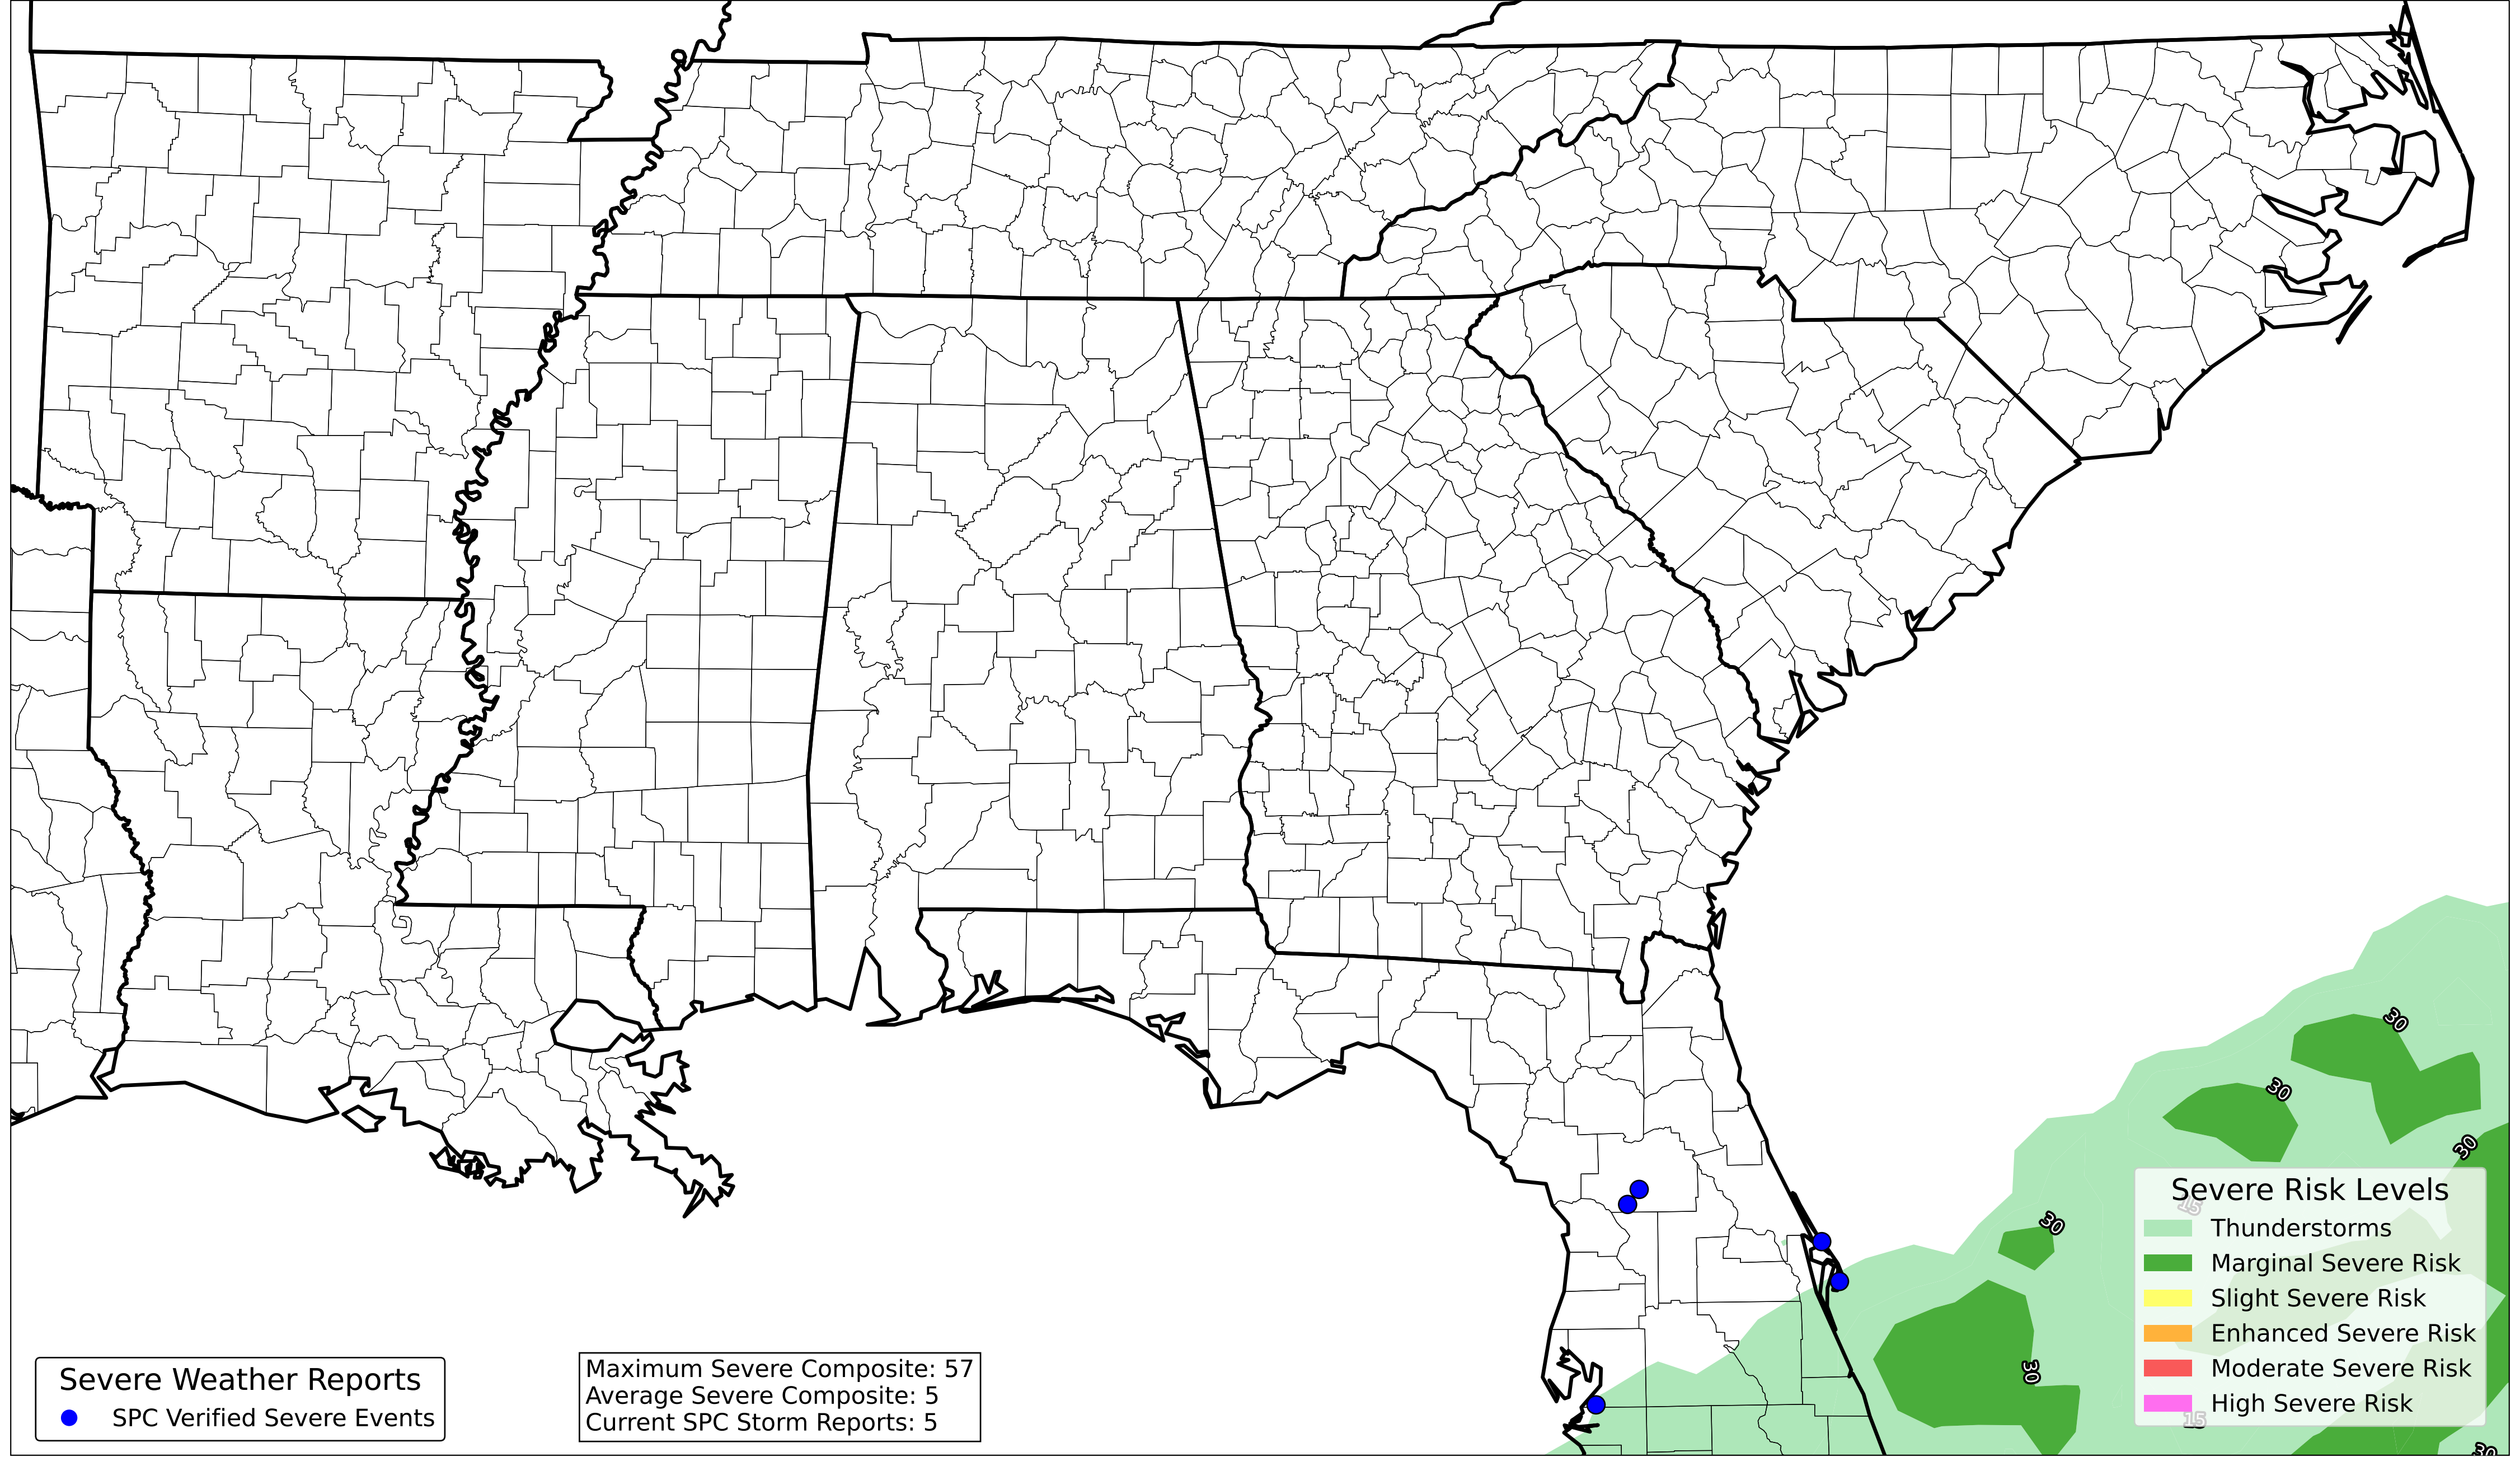 30
30
30
30
Severe Risk Levels
15
Thunderstorms
Marginal Severe Risk
Slight Severe Risk
Enhanced Severe Risk
Moderate Severe Risk
High Severe Risk
15
30
30
Severe Weather Reports
SPC Verified Severe Events
Maximum Severe Composite: 57
Average Severe Composite: 5
Current SPC Storm Reports: 5